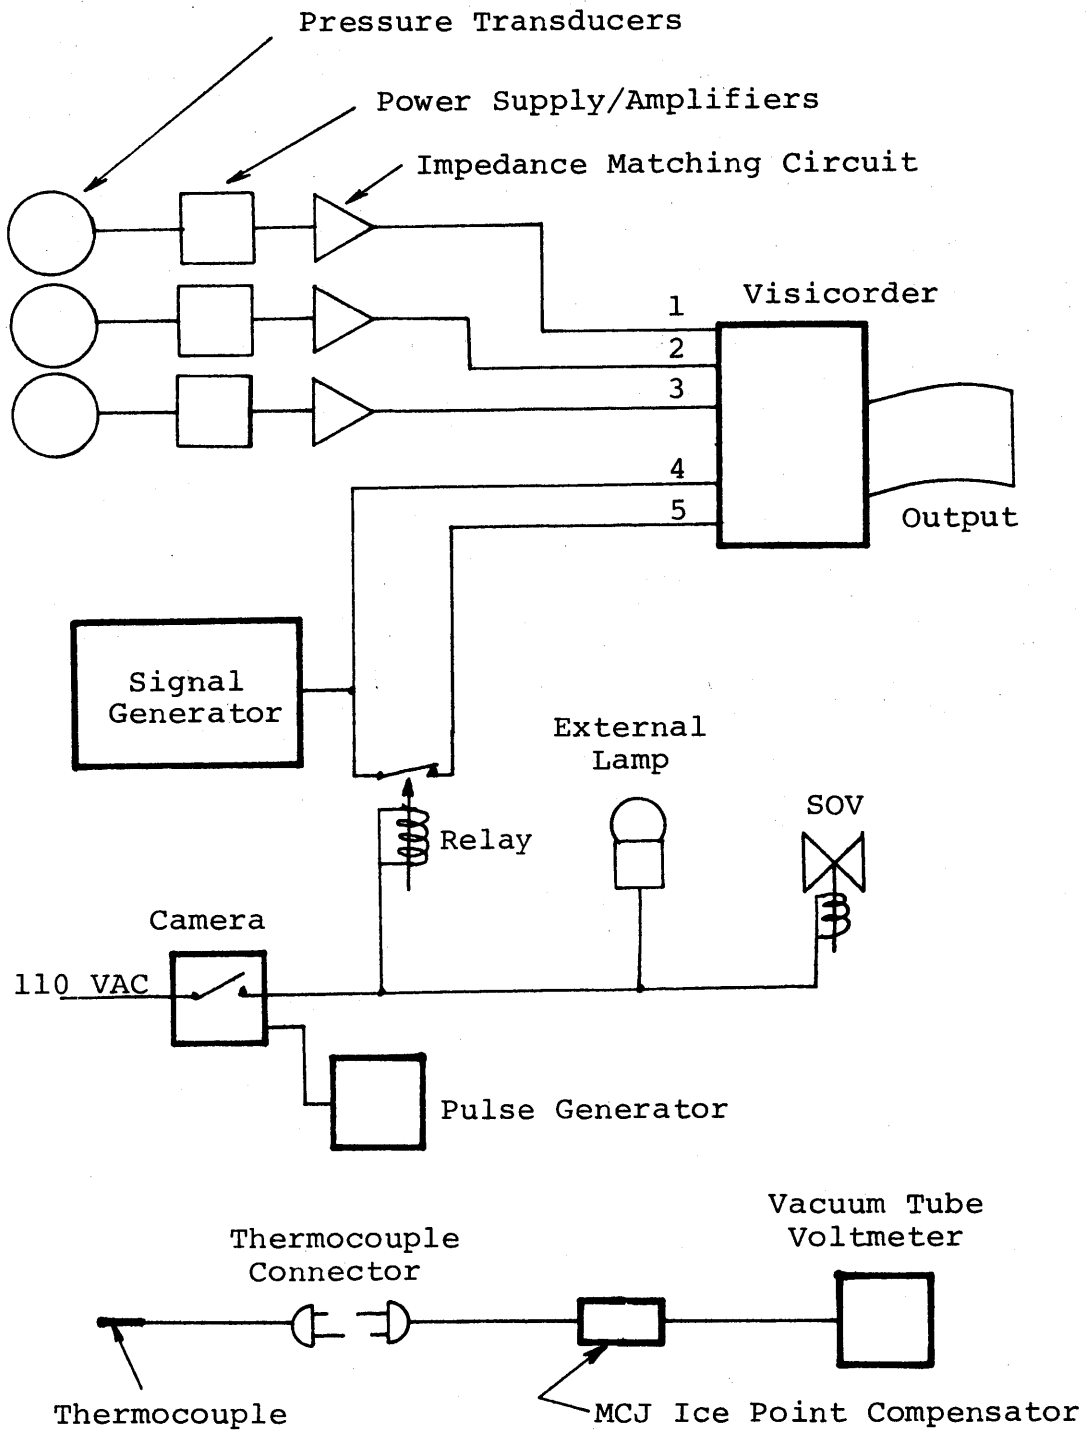 Pressure Transducers
Power Supply/Amplifiers
Impedance Matching Circuit
Visicorder
1
2
3
4
5
Output
Signal
Generator
External
Lamp
SOV
Relay
Camera
110 VAC
Pulse Generator
Vacuum Tube
Voltmeter
Thermocouple
Connector
Thermocouple
MCJ Ice Point Compensator